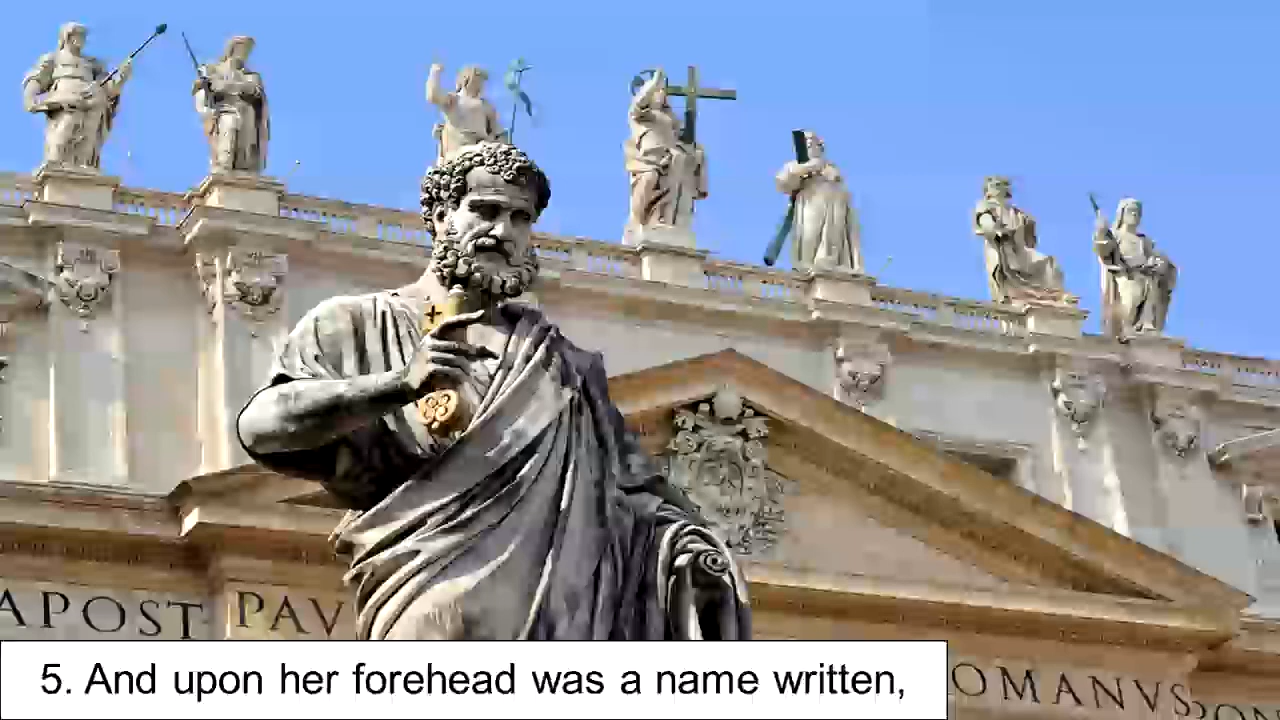 APOST PAV
OMANVS
5. And upon her forehead was a name written,